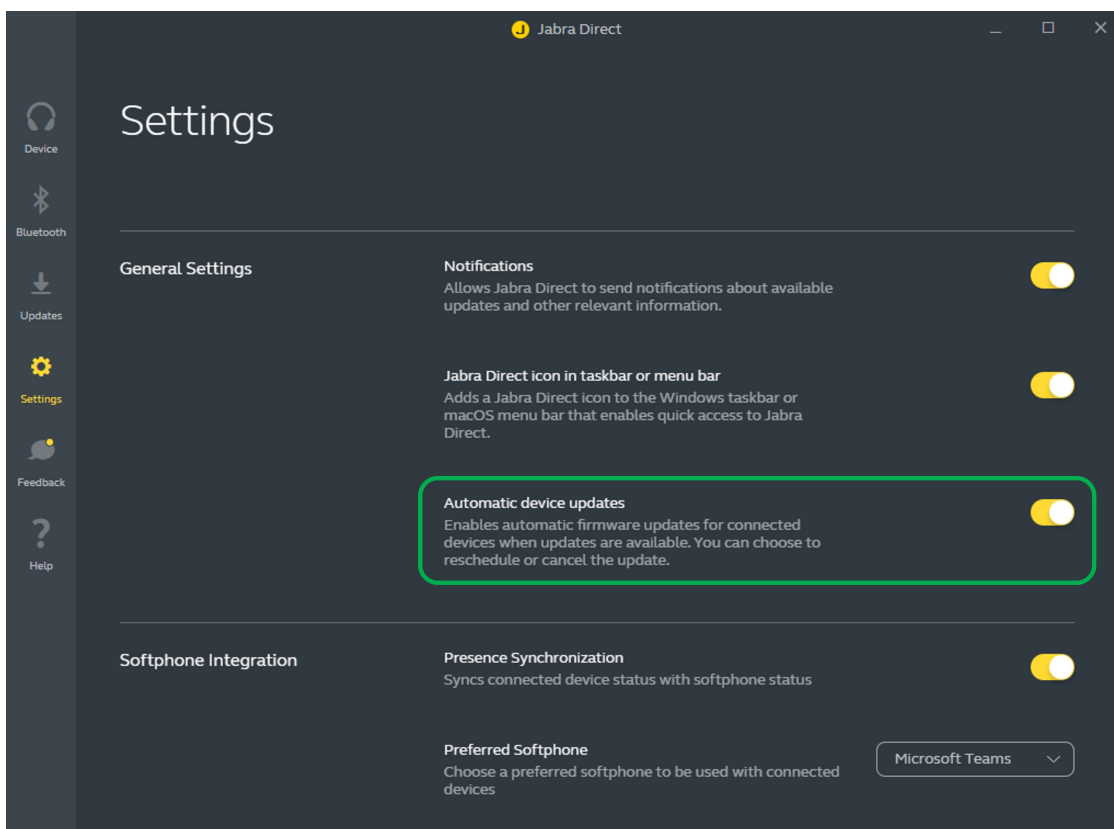 Jabra Direct
Settings
Device
Bluetooth
Updates
Settings
Feedback
Help
General Settings
Notifications
Allows Jabra Direct to send notifications about available
updates and other relevant information.
Jabra Direct icon in taskbar or menu bar
Adds a Jabra Direct icon to the Windows taskbar or
macOS menu bar that enables quick access to Jabra
Direct.
Automatic device updates
Enables automatic firmware updates for connected
devices when updates are available. You can choose to
reschedule or cancel the update.
Softphone Integration
Presence Synchronization
Syncs connected device status with softphone status
Preferred Softphone
Choose a preferred softphone to be used with connected
devices
Microsoft Teams